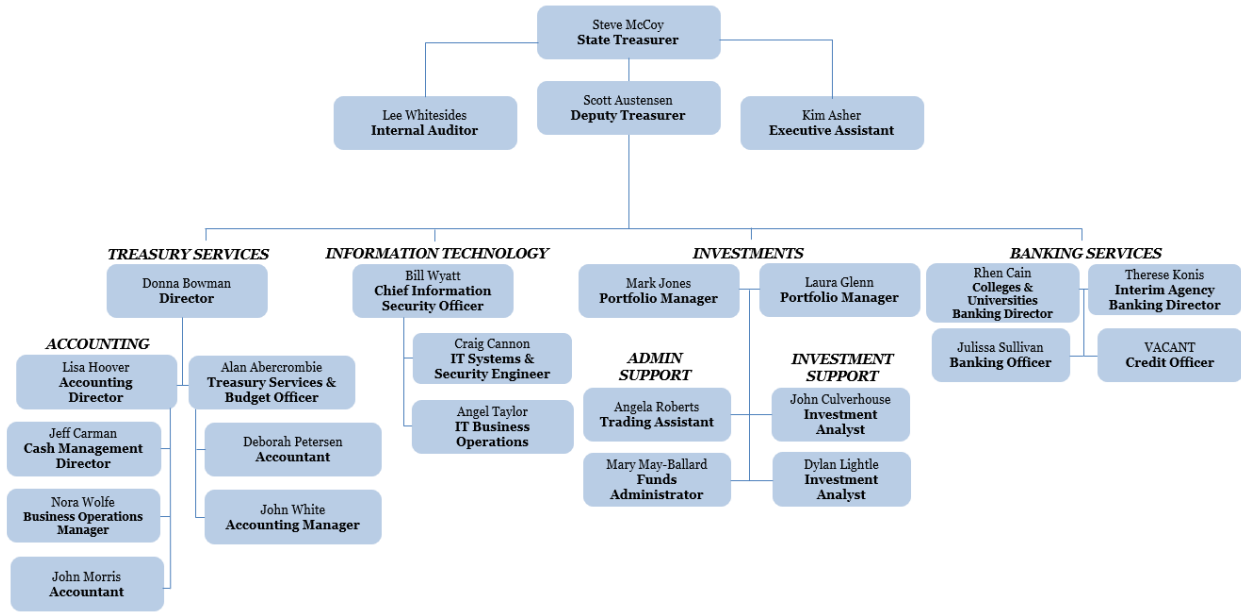 Steve McCoy
State Treasurer
Lee Whitesides
Internal Auditor
Scott Austensen
Deputy Treasurer
Kim Asher
Executive Assistant
TREASURY SERVICES
Donna Bowman
Director
ACCOUNTING
Lisa Hoover
Accounting
Director
Jeff Carman
Cash Management
Director
Nora Wolfe
Business Operations
Manager
John Morris
Accountant
Alan Abercrombie
Treasury Services &
Budget Officer
Deborah Petersen
Accountant
John White
Accounting Manager
INFORMATION TECHNOLOGY
Bill Wyatt
Chief Information
Security Officer
Craig Cannon
IT Systems &
Security Engineer
Angel Taylor
IT Business
Operations
INVESTMENTS
Mark Jones
Portfolio Manager
Laura Glenn
Portfolio Manager
ADMIN
SUPPORT
Angela Roberts
Trading Assistant
Mary May-Ballard
Funds
Administrator
INVESTMENT
SUPPORT
John Culverhouse
Investment
Analyst
Dylan Lightle
Investment
Analyst
BANKING SERVICES
Rhen Cain
Colleges &
Universities
Banking Director
Therese Konis
Interim Agency
Banking Director
Julissa Sullivan
Banking Officer
VACANT
Credit Officer